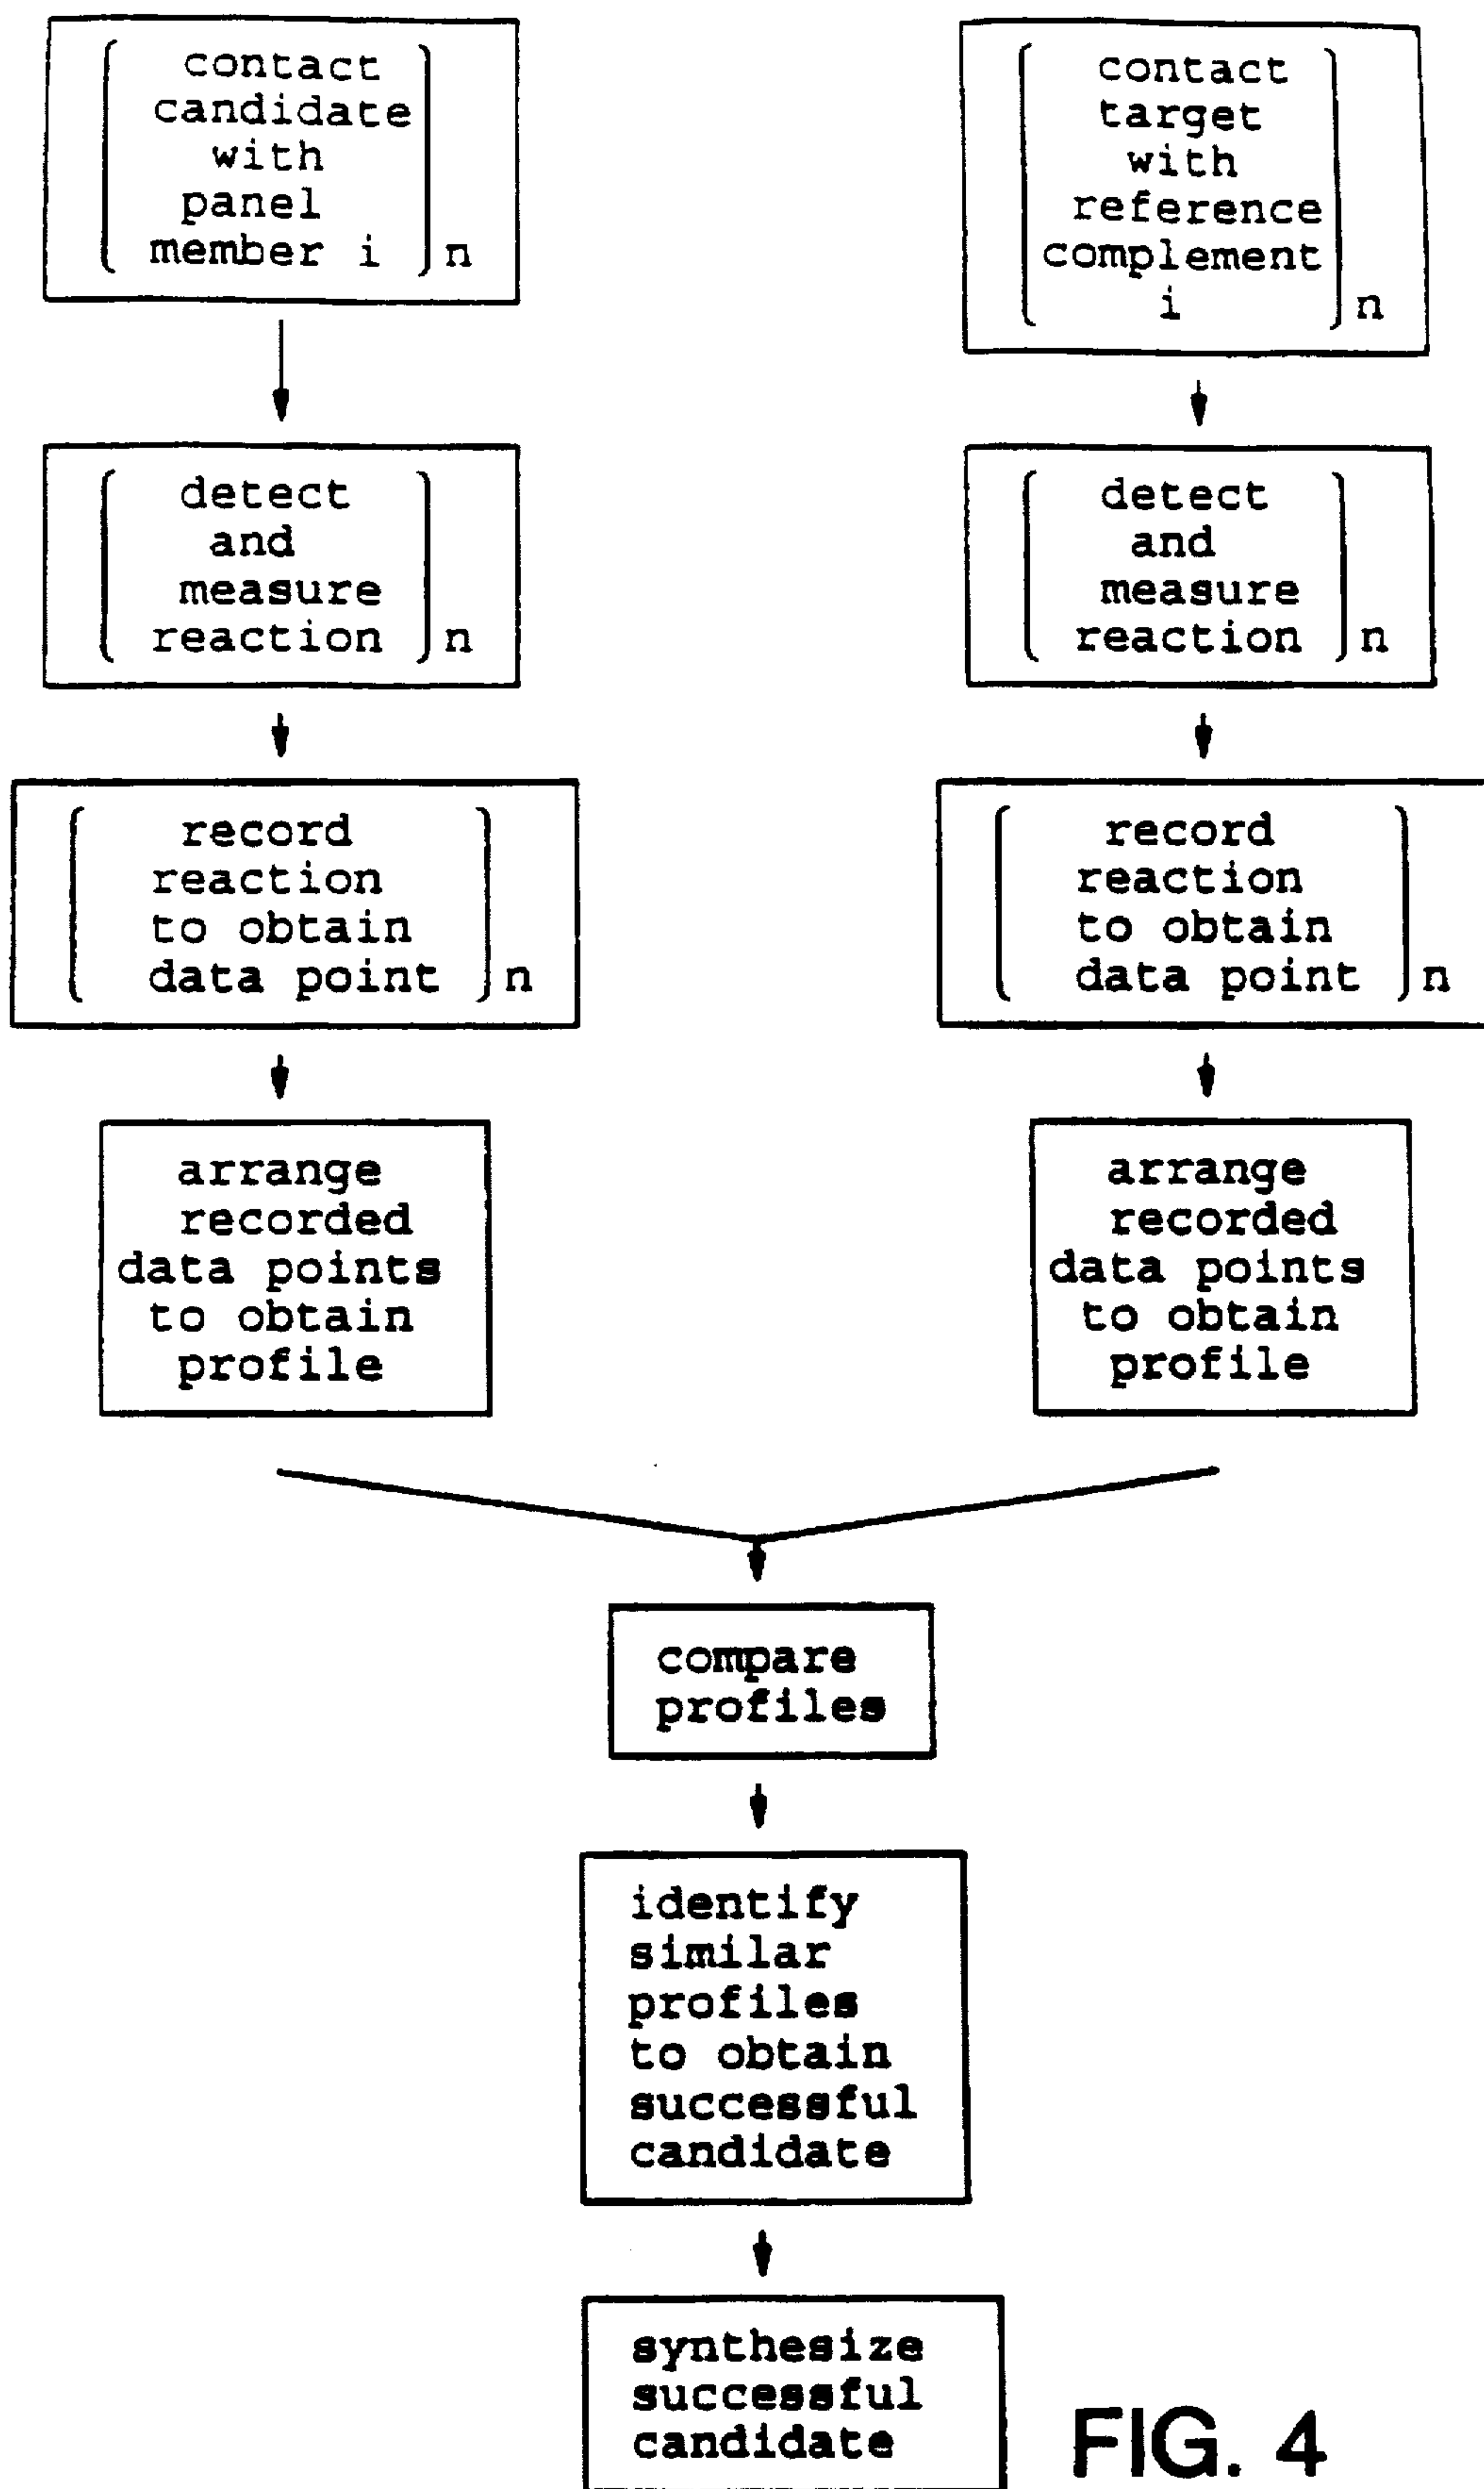 contact
candidate
with
panel
member i n
contact
target
with
reference
complement
i n
detect
and
measure
reaction n
detect
and
measure
reaction n
record
reaction
to obtain
data point n
record
reaction
to obtain
data point n
arrange
recorded
data points
to obtain
profile
arrange
recorded
data points
to obtain
profile
compare
profiles
identify
similar
profiles
to obtain
successful
candidate
synthesize
successful
candidate
FIG. 4